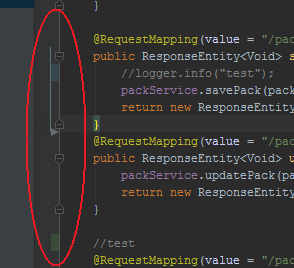 }
@RequestMapping(value = "/pac
public ResponseEntity<Void> s
//logger.info("test");
packService.savePack(pack
return new ResponseEntity
}
@RequestMapping(value = "/pa
public ResponseEntity<Void> u
packService.updatePack(pa
return new ResponseEntity
}
//test
@RequestMapping(value = "/pa